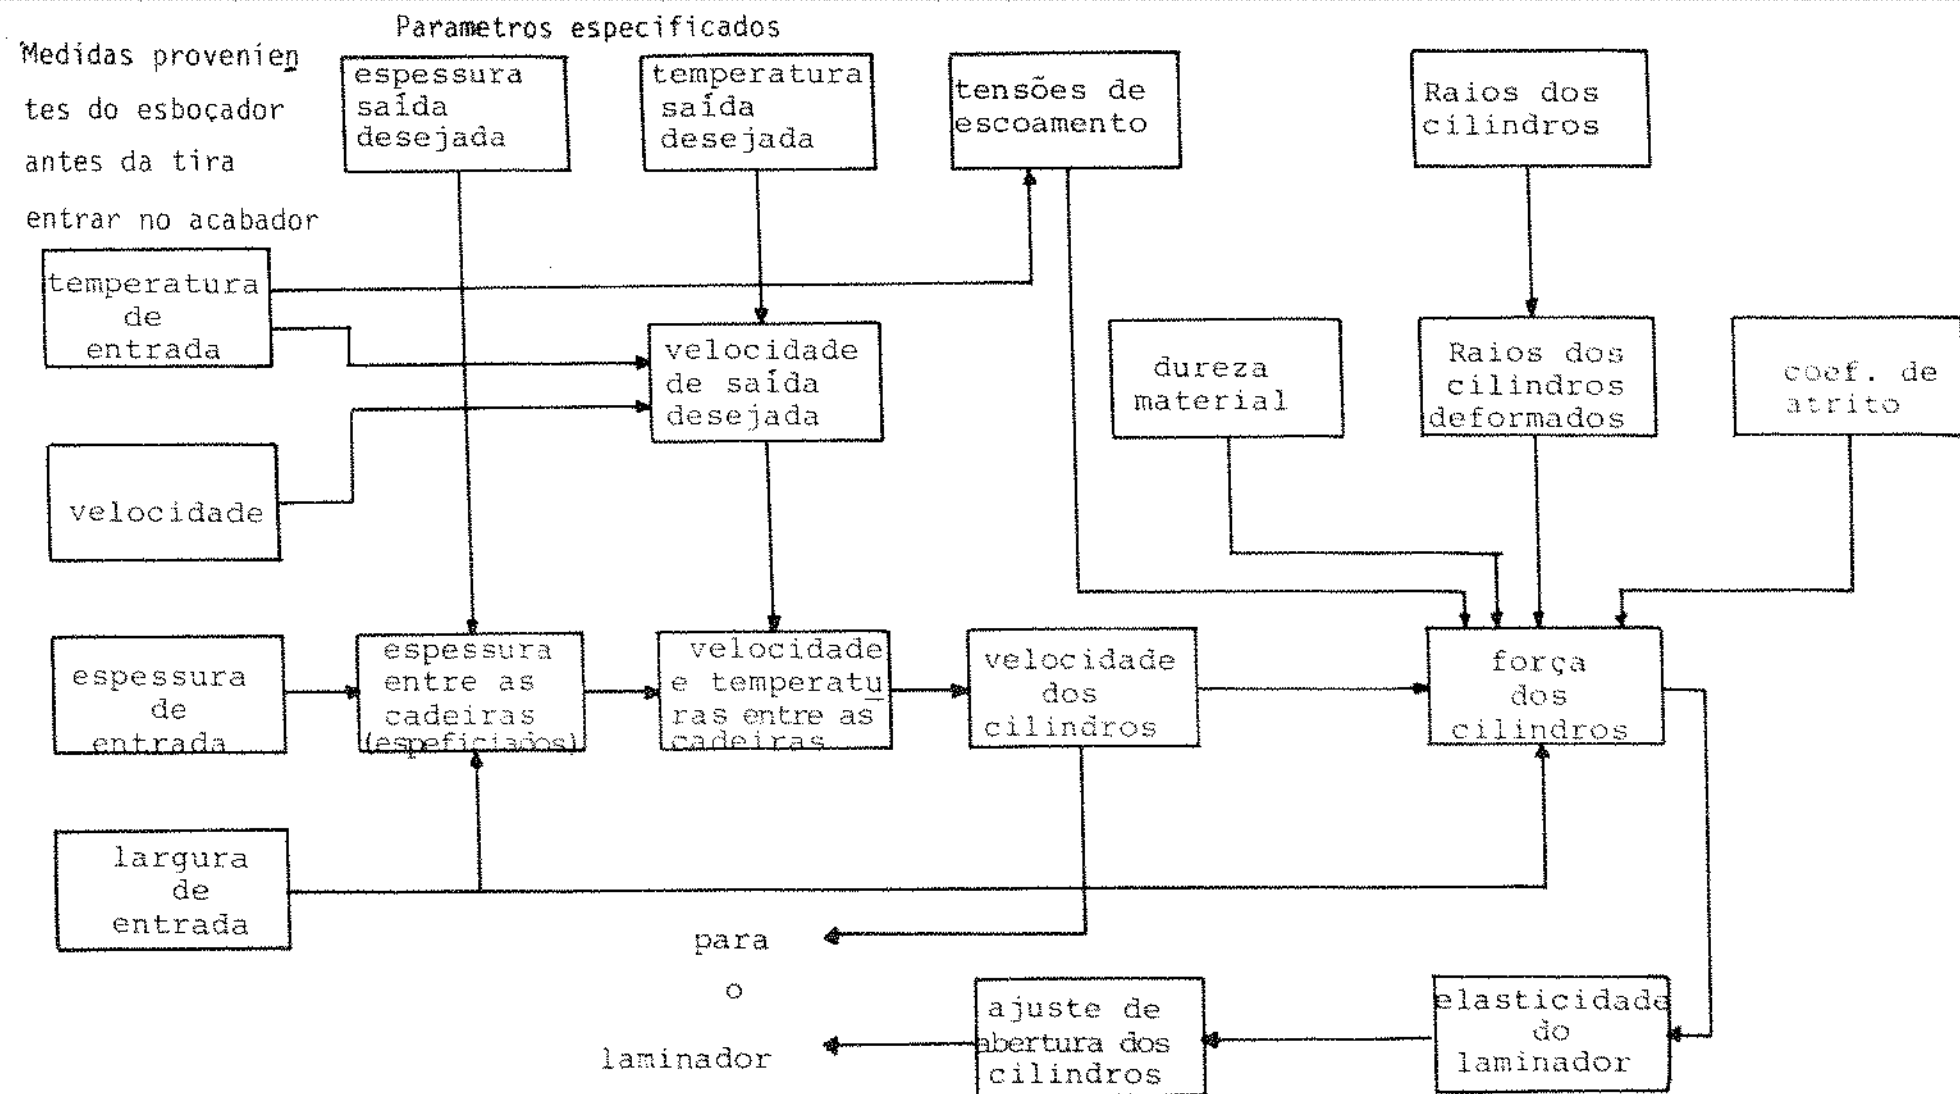 Parametros especificados
Medidas provenien
tes do esboçador
antes da tira
entrar no acabador
espessura
saída
desejada
temperatura
saída
desejada
tensões de
escoamento
Raios dos
cilindros
temperatura
de
entrada
velocidade
de saída
desejada
dureza
material
Raios dos
cilindros
deformados
coef. de
atrito
velocidade
espessura
de
entrada
espessura
entre as
cadeiras
(espeficiados)
velocidade
e temperatu
ras entre as
cadeiras
velocidade
dos
cilindros
força
dos
cilindros
largura
de
entrada
para
o
laminador
ajuste de
abertura dos
cilindros
elasticidade
do
laminador